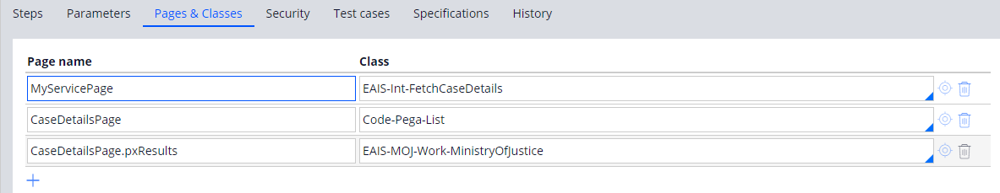 Steps Parameters Pages & Classes Security Test cases Specifications History
Page name Class
MyServicePage EAIS-Int-FetchCaseDetails
CaseDetailsPage Code-Pega-List
CaseDetailsPage.pxResults EAIS-MOJ-Work-MinistryOfJustice